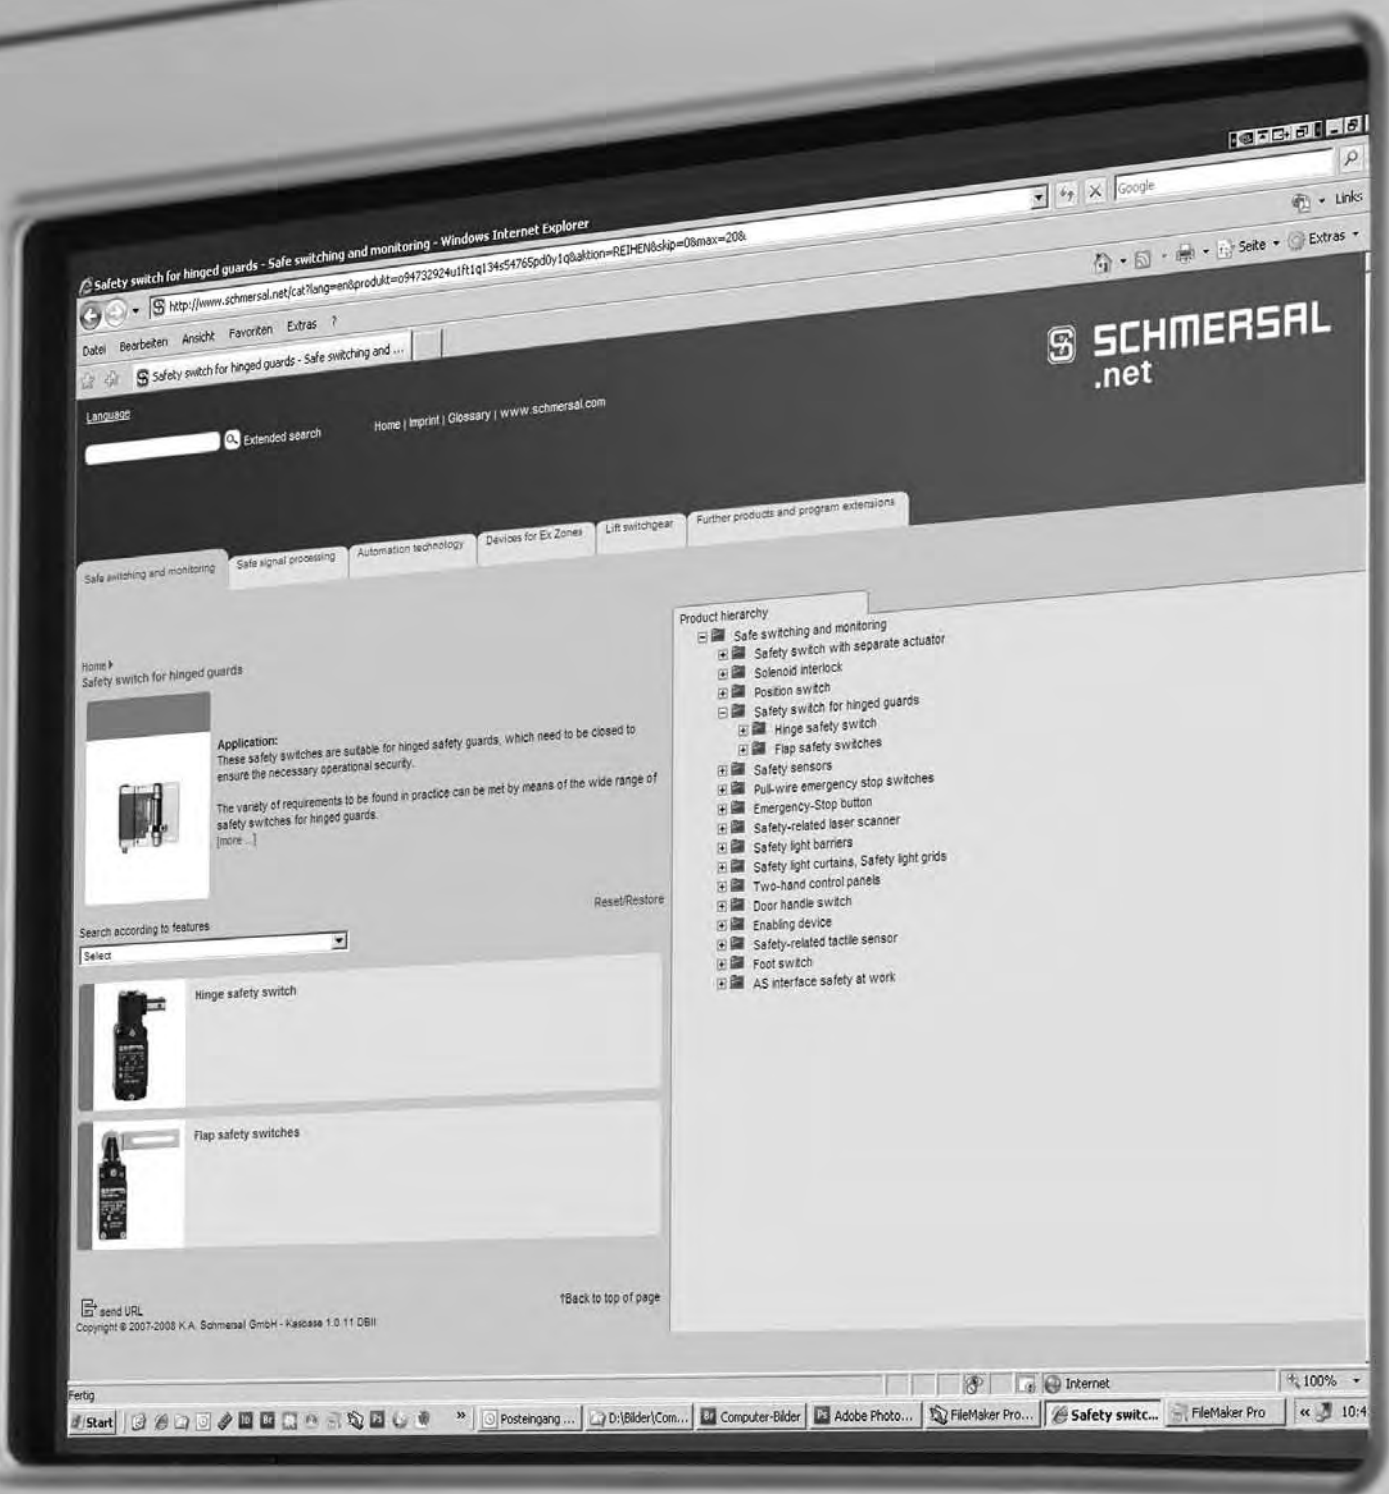 Safety switch for hinged guards - Safe switching and monitoring - Windows Internet Explorer
http://www.schmersal.net/cat?lang=en&produkt=o94732924u1ft1q134s54765pd0y1q&aktion=REIHEN&skip=0&max=20&
Google
Datei Bearbeiten Ansicht Favoriten Extras ?
Links
Safety switch for hinged guards - Safe switching and ...
Seite Extras
SCHMERSAL
.net
Language
Extended search
Home | Imprint | Glossary | www.schmersal.com
Safe switching and monitoring
Safe signal processing
Automation technology
Devices for Ex Zones
Lift switchgear
Further products and program extensions
Home
Safety switch for hinged guards
Application:
These safety switches are suitable for hinged safety guards, which need to be closed to
ensure the necessary operational security.
The variety of requirements to be found in practice can be met by means of the wide range of
safety switches for hinged guards.
[more ...]
Reset/Restore
Search according to features
Select
Hinge safety switch
Flap safety switches
send URL
↑Back to top of page
Copyright © 2007-2008 K.A. Schmersal GmbH - Kasbase 1.0.11 DBII
Product hierarchy
Safe switching and monitoring
Safety switch with separate actuator
Solenoid interlock
Position switch
Safety switch for hinged guards
Hinge safety switch
Flap safety switches
Safety sensors
Pull-wire emergency stop switches
Emergency-Stop button
Safety-related laser scanner
Safety light barriers
Safety light curtains, Safety light grids
Two-hand control panels
Door handle switch
Enabling device
Safety-related tactile sensor
Foot switch
AS interface safety at work
Fertig
Internet
100%
Start
Posteingang ...
D:\Bilder\Com...
Computer-Bilder
Adobe Photo...
FileMaker Pro...
Safety switc...
FileMaker Pro
10:4